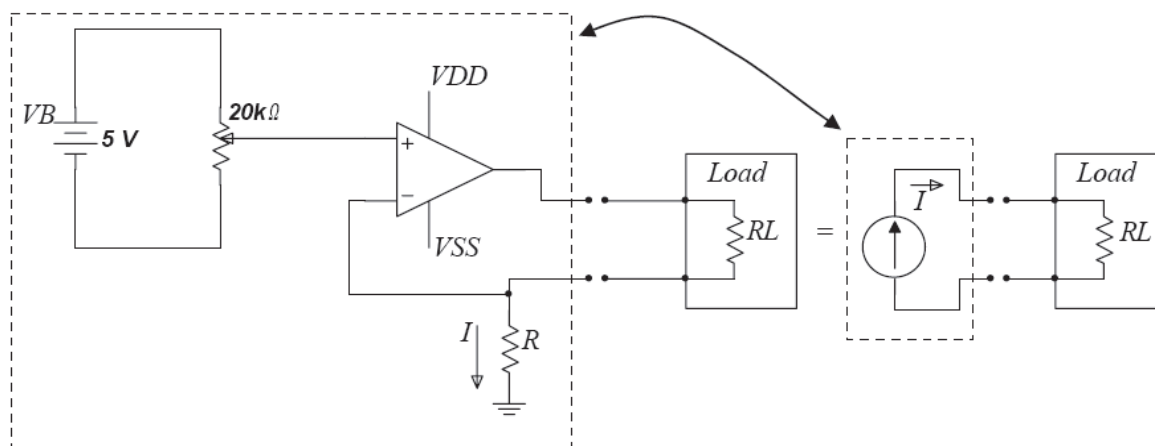 VB
5 V
20kΩ
VDD
+
−
VSS
I
R
Load
RL
=
I
Load
RL